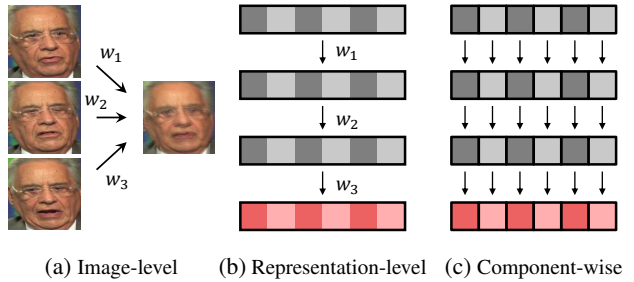 w₁
w₂
w₃
w₁
w₂
w₃
(a) Image-level
(b) Representation-level
(c) Component-wise